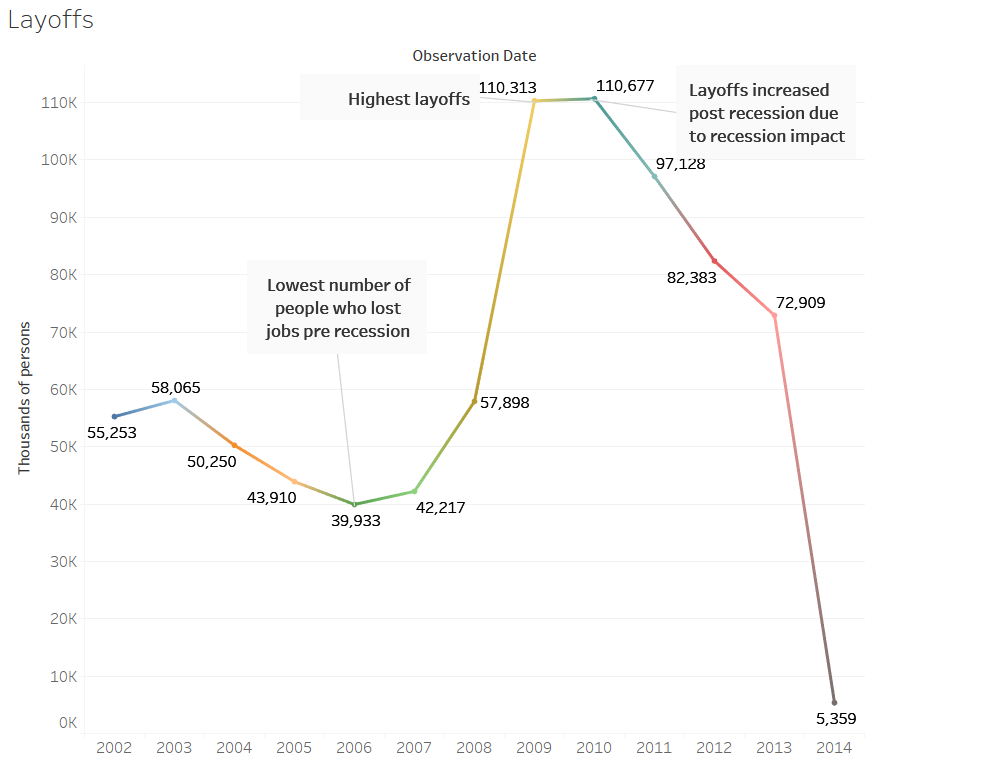 Layoffs
Observation Date
Highest layoffs
110,313
110,677
Layoffs increased
post recession due
to recession impact
97,128
82,383
72,909
Lowest number of
people who lost
jobs pre recession
58,065
55,253
50,250
43,910
39,933
42,217
57,898
5,359
Thousands of persons
110K
100K
90K
80K
70K
60K
50K
40K
30K
20K
10K
0K
2002 2003 2004 2005 2006 2007 2008 2009 2010 2011 2012 2013 2014